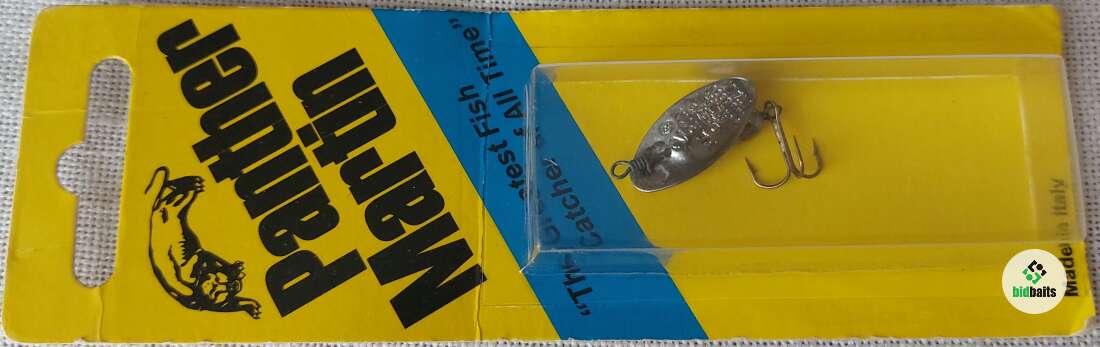 Panther
Martin
"The Greatest Fish
Catcher of All Time"
Made in Italy
bidbaits